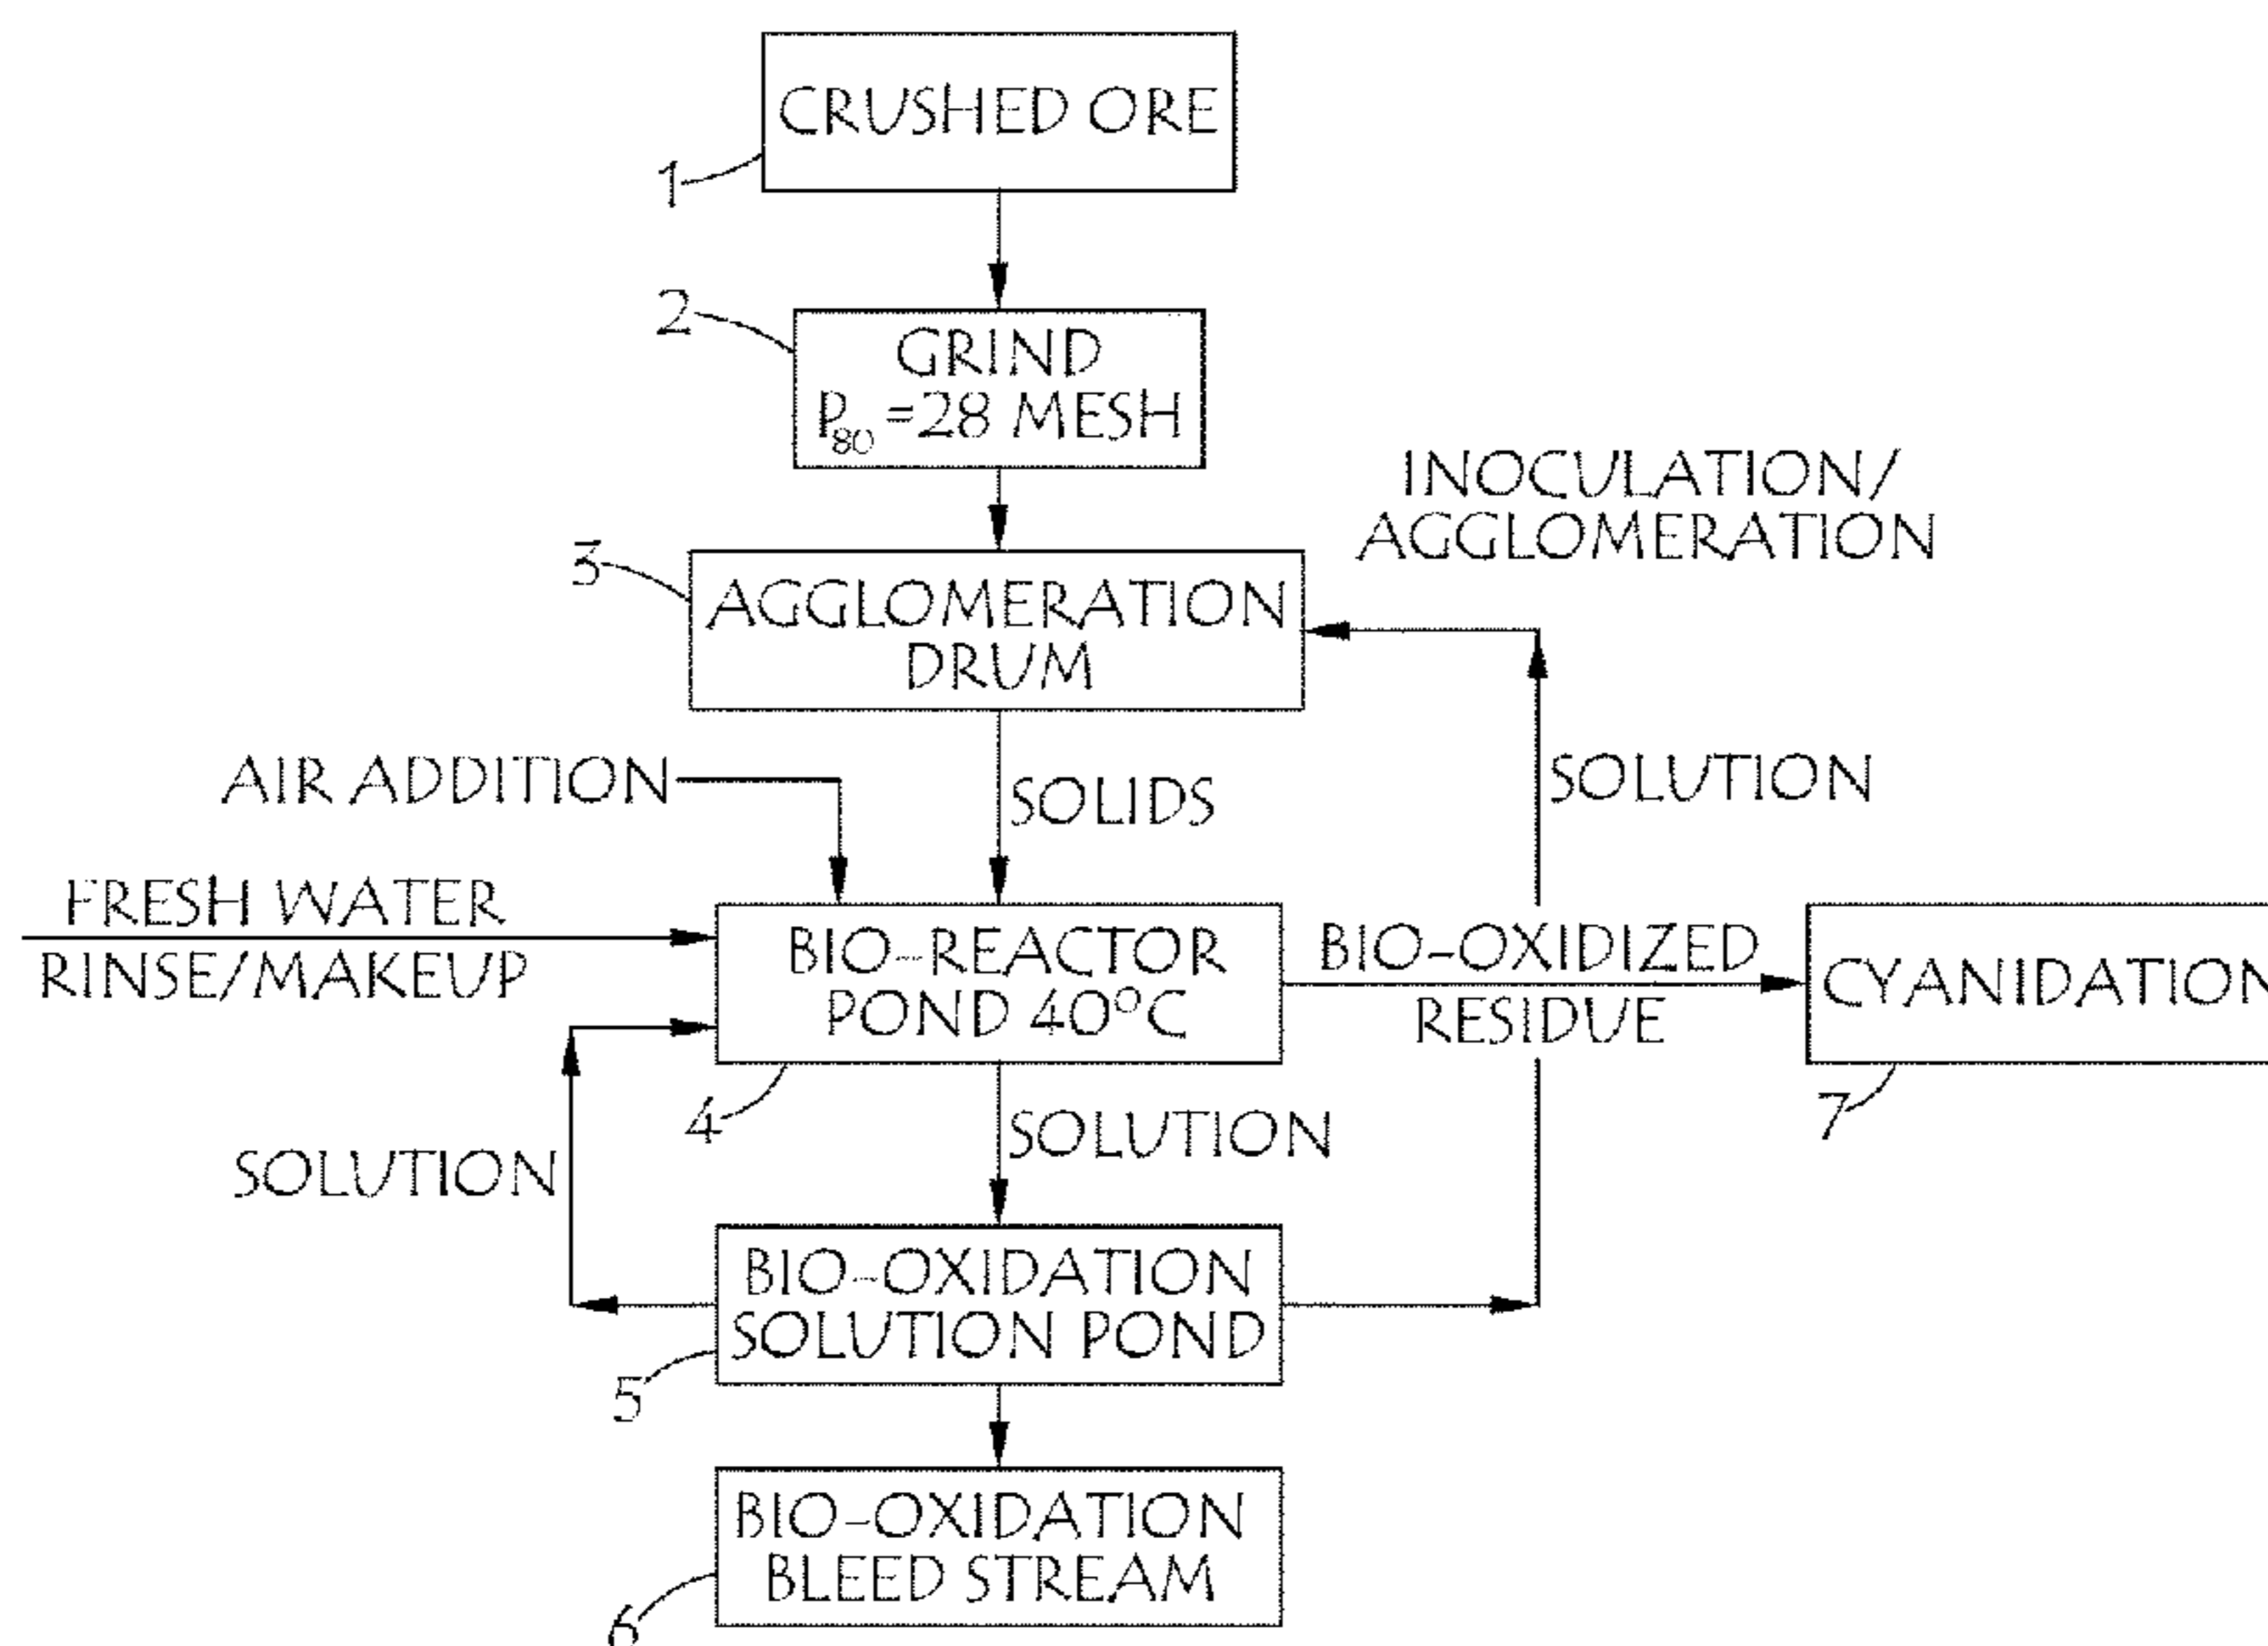 CRUSHED ORE
1
2
GRIND
P80 =28 MESH
INOCULATION/
AGGLOMERATION
3
AGGLOMERATION
DRUM
AIR ADDITION
SOLIDS
SOLUTION
FRESH WATER
RINSE/MAKEUP
BIO-REACTOR
POND 40°C
BIO-OXIDIZED
RESIDUE
CYANIDATION
4
7
SOLUTION
SOLUTION
BIO-OXIDATION
SOLUTION POND
5
BIO-OXIDATION
BLEED STREAM
6